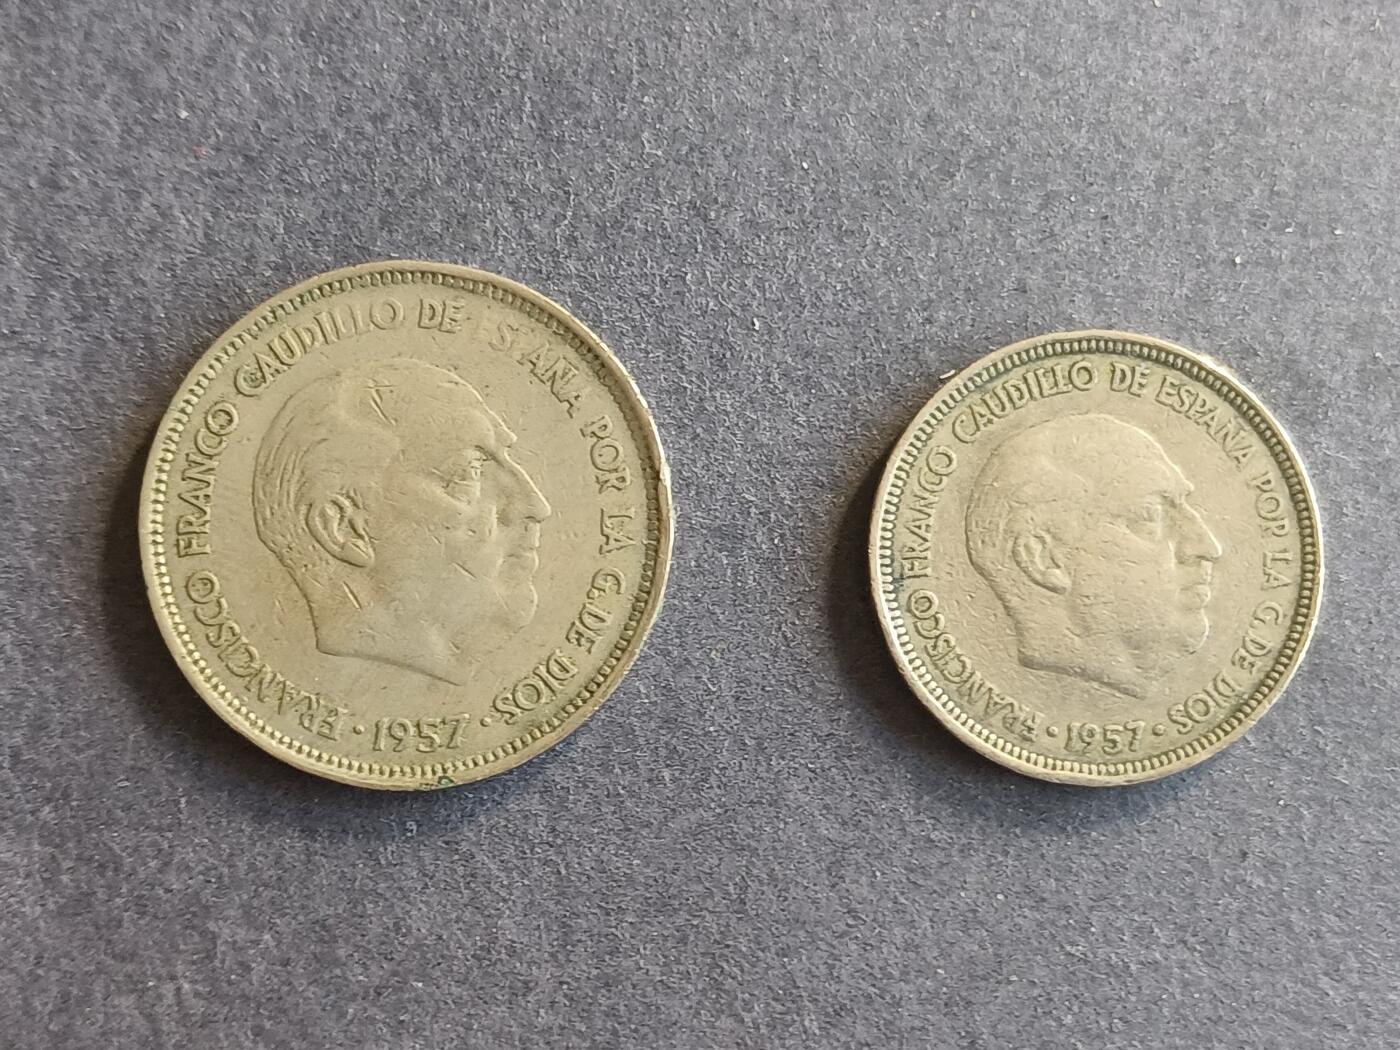 FRANCISCO FRANCO CAUDILLO DE ESPAÑA POR LA G. DE DIOS
· 1957 ·
FRANCISCO FRANCO CAUDILLO DE ESPAÑA POR LA G. DE DIOS
· 1957 ·